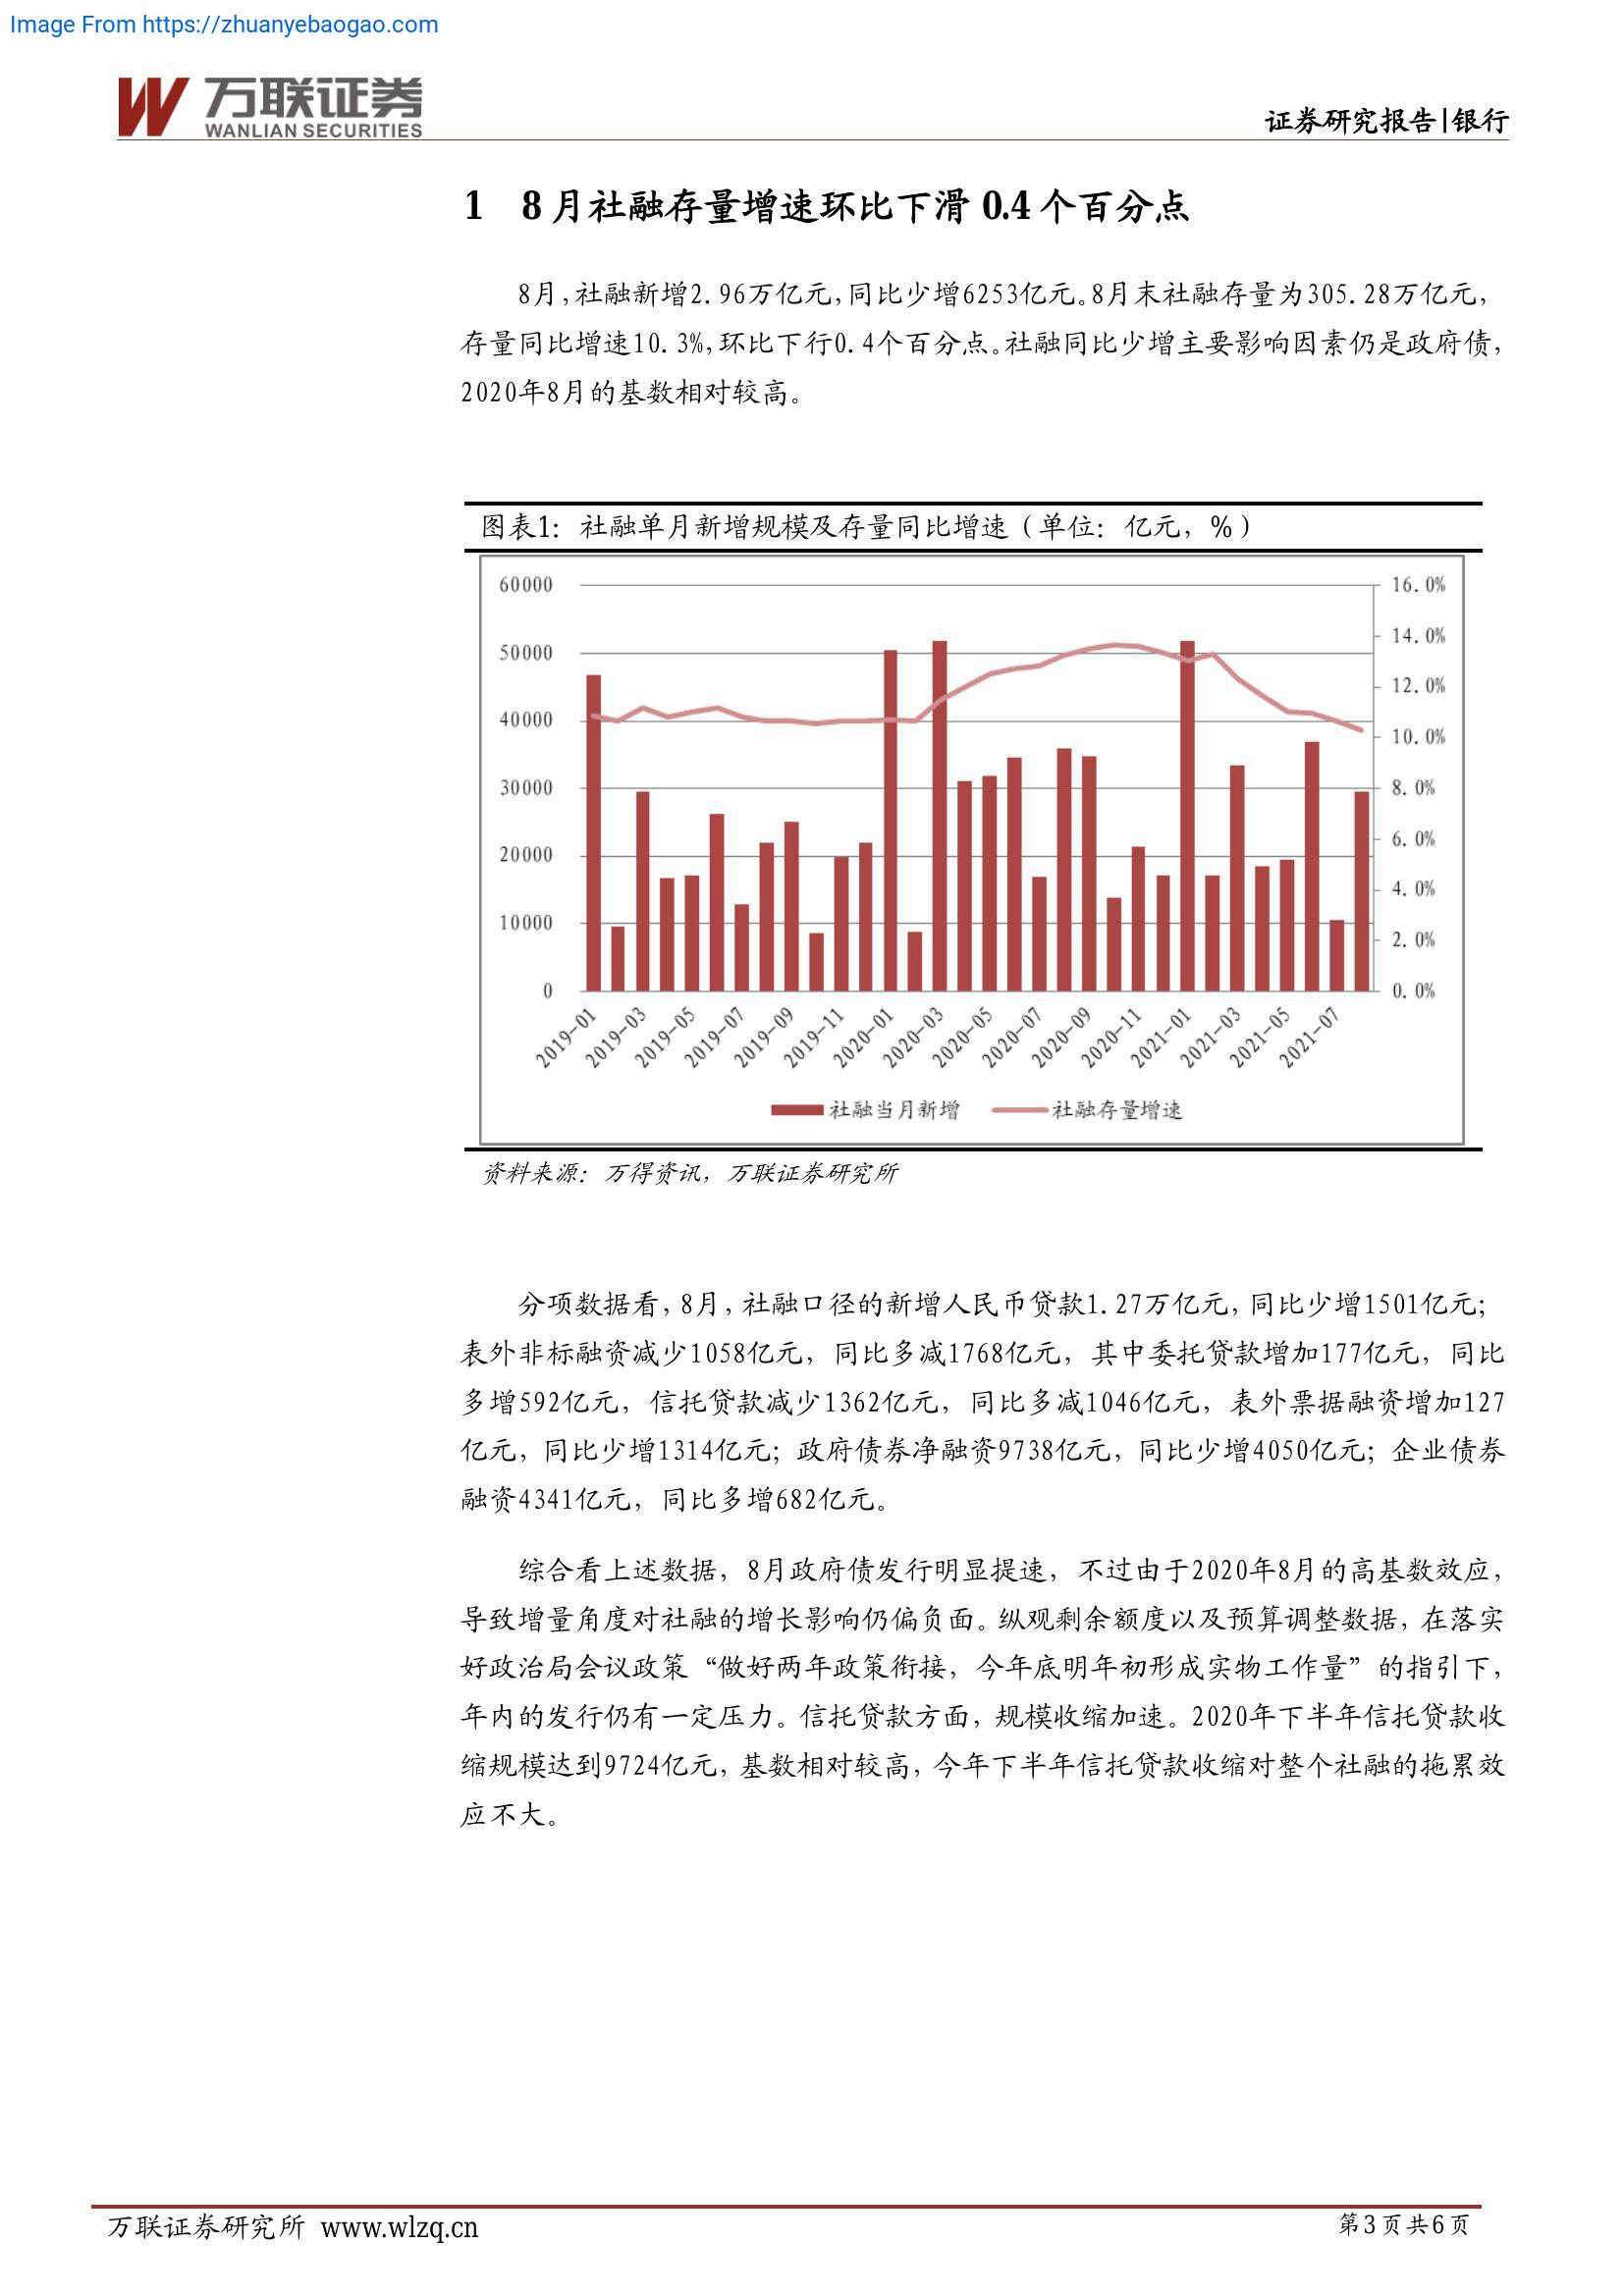 Image From https://zhuanyebaogao.com
万联证券
WANLIAN SECURITIES
证券研究报告|银行
1 8月社融存量增速环比下滑 0.4 个百分点
8月,社融新增2.96万亿元,同比少增6253亿元。8月末社融存量为305.28万亿元,
存量同比增速10.3%,环比下行0.4个百分点。社融同比少增主要影响因素仍是政府债,
2020年8月的基数相对较高。
图表1：社融单月新增规模及存量同比增速（单位：亿元，%）
60000
50000
40000
30000
20000
10000
0
16.0%
14.0%
12.0%
10.0%
8.0%
6.0%
4.0%
2.0%
0.0%
2019-01
2019-03
2019-05
2019-07
2019-09
2019-11
2020-01
2020-03
2020-05
2020-07
2020-09
2020-11
2021-01
2021-03
2021-05
2021-07
社融当月新增
社融存量增速
资料来源：万得资讯，万联证券研究所
分项数据看，8月，社融口径的新增人民币贷款1.27万亿元，同比少增1501亿元；
表外非标融资减少1058亿元，同比多减1768亿元，其中委托贷款增加177亿元，同比
多增592亿元，信托贷款减少1362亿元，同比多减1046亿元，表外票据融资增加127
亿元，同比少增1314亿元；政府债券净融资9738亿元，同比少增4050亿元；企业债券
融资4341亿元，同比多增682亿元。
综合看上述数据，8月政府债发行明显提速，不过由于2020年8月的高基数效应，
导致增量角度对社融的增长影响仍偏负面。纵观剩余额度以及预算调整数据，在落实
好政治局会议政策“做好两年政策衔接，今年底明年初形成实物工作量”的指引下，
年内的发行仍有一定压力。信托贷款方面，规模收缩加速。2020年下半年信托贷款收
缩规模达到9724亿元，基数相对较高，今年下半年信托贷款收缩对整个社融的拖累效
应不大。
万联证券研究所 www.wlzq.cn
第3页共6页